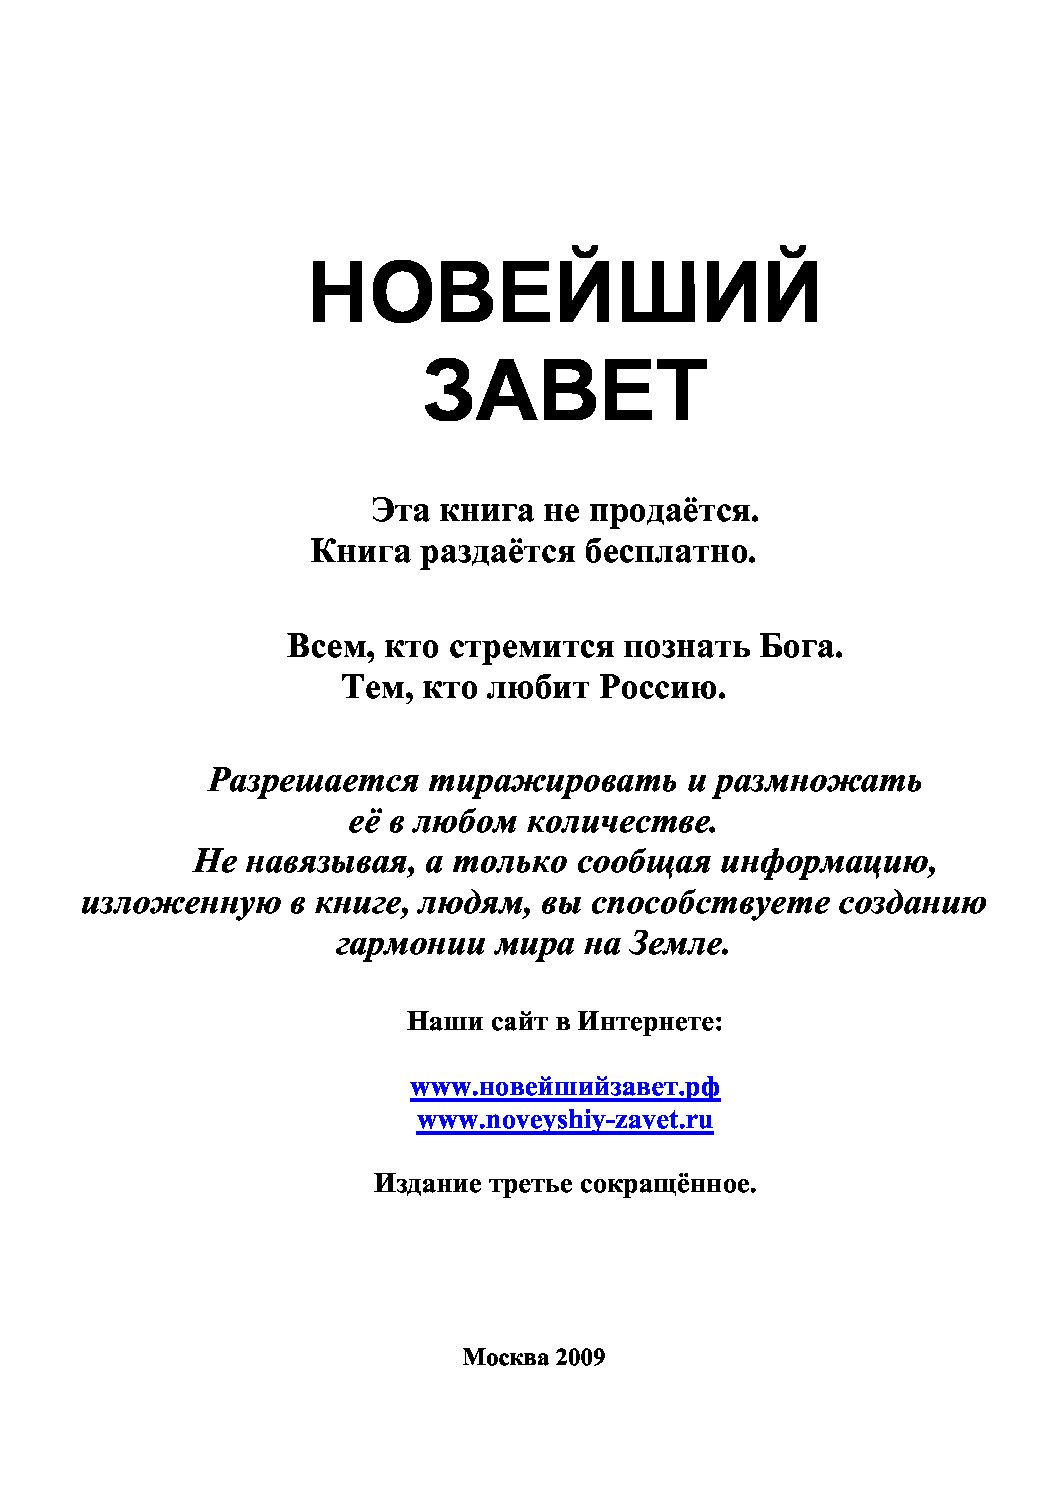 НОВЕЙШИЙ
ЗАВЕТ
Эта книга не продаётся.
Книга раздаётся бесплатно.
Всем, кто стремится познать Бога.
Тем, кто любит Россию.
Разрешается тиражировать и размножать
её в любом количестве.
Не навязывая, а только сообщая информацию,
изложенную в книге, людям, вы способствуете созданию
гармонии мира на Земле.
Наши сайт в Интернете:
www.новейшийзавет.рф
www.noveyshiy-zavet.ru
Издание третье сокращённое.
Москва 2009